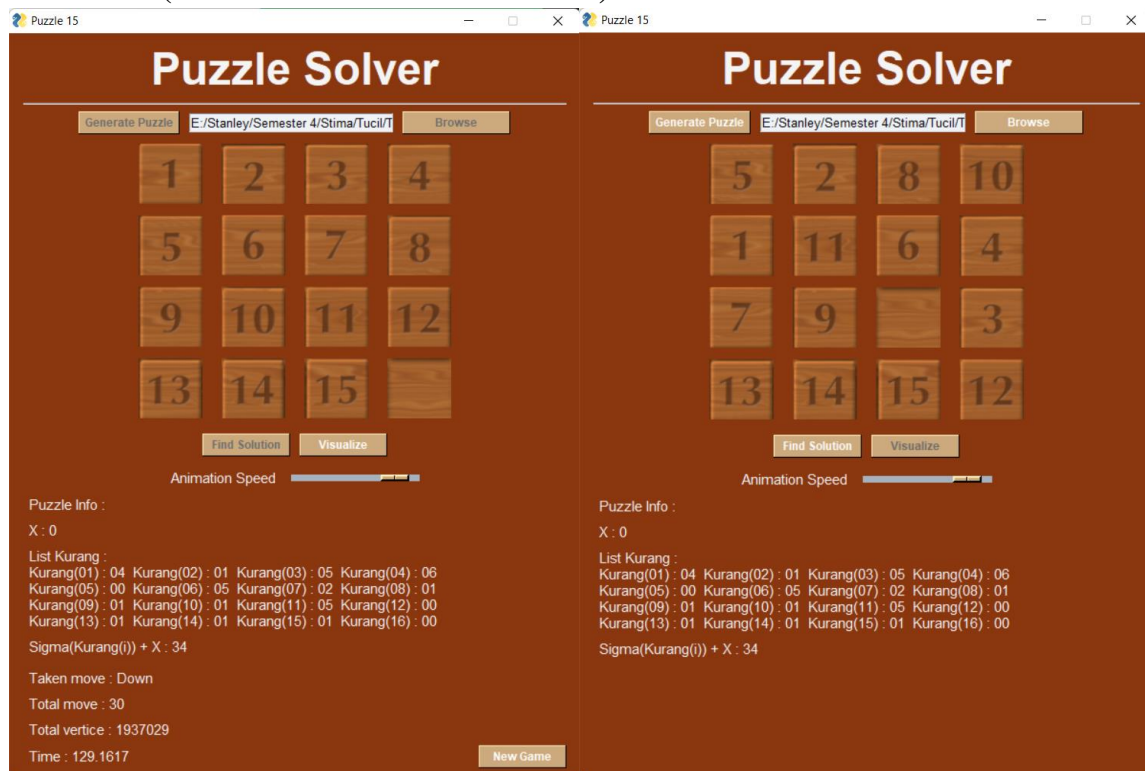 Puzzle 15
Puzzle Solver
Generate Puzzle E:/Stanley/Semester 4/Stima/Tucil/T Browse
1 2 3 4
5 6 7 8
9 10 11 12
13 14 15
Find Solution Visualize
Animation Speed
Puzzle Info :
X : 0
List Kurang :
Kurang(01) : 04 Kurang(02) : 01 Kurang(03) : 05 Kurang(04) : 06
Kurang(05) : 00 Kurang(06) : 05 Kurang(07) : 02 Kurang(08) : 01
Kurang(09) : 01 Kurang(10) : 01 Kurang(11) : 05 Kurang(12) : 00
Kurang(13) : 01 Kurang(14) : 01 Kurang(15) : 01 Kurang(16) : 00
Sigma(Kurang(i)) + X : 34
Taken move : Down
Total move : 30
Total vertice : 1937029
Time : 129.1617
New Game
Puzzle 15
Puzzle Solver
Generate Puzzle E:/Stanley/Semester 4/Stima/Tucil/T Browse
5 2 8 10
1 11 6 4
7 9 3
13 14 15 12
Find Solution Visualize
Animation Speed
Puzzle Info :
X : 0
List Kurang :
Kurang(01) : 04 Kurang(02) : 01 Kurang(03) : 05 Kurang(04) : 06
Kurang(05) : 00 Kurang(06) : 05 Kurang(07) : 02 Kurang(08) : 01
Kurang(09) : 01 Kurang(10) : 01 Kurang(11) : 05 Kurang(12) : 00
Kurang(13) : 01 Kurang(14) : 01 Kurang(15) : 01 Kurang(16) : 00
Sigma(Kurang(i)) + X : 34